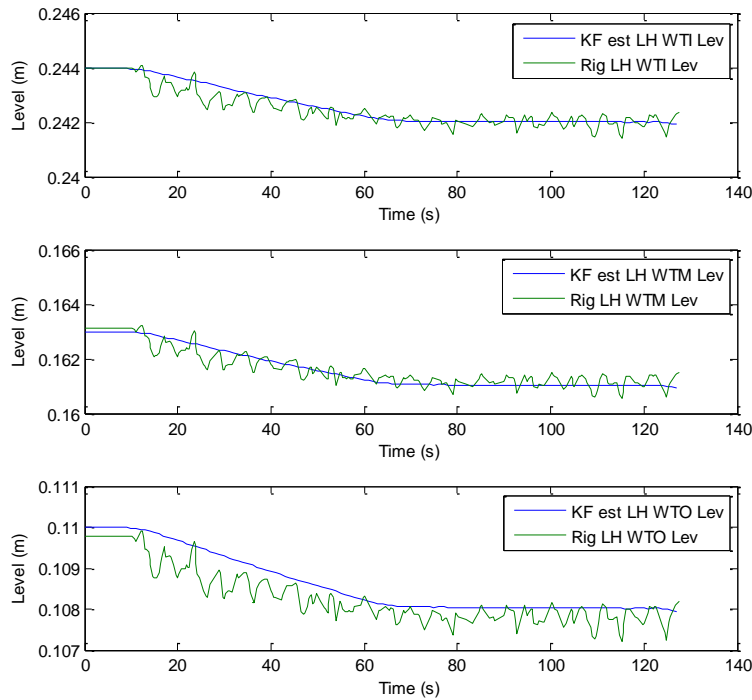 0.246
0.244
0.242
0.24
Level (m)
KF est LH WTI Lev
Rig LH WTI Lev
0 20 40 60 80 100 120 140
Time (s)
0.166
0.164
0.162
0.16
Level (m)
KF est LH WTM Lev
Rig LH WTM Lev
0 20 40 60 80 100 120 140
Time (s)
0.111
0.11
0.109
0.108
0.107
Level (m)
KF est LH WTO Lev
Rig LH WTO Lev
0 20 40 60 80 100 120 140
Time (s)